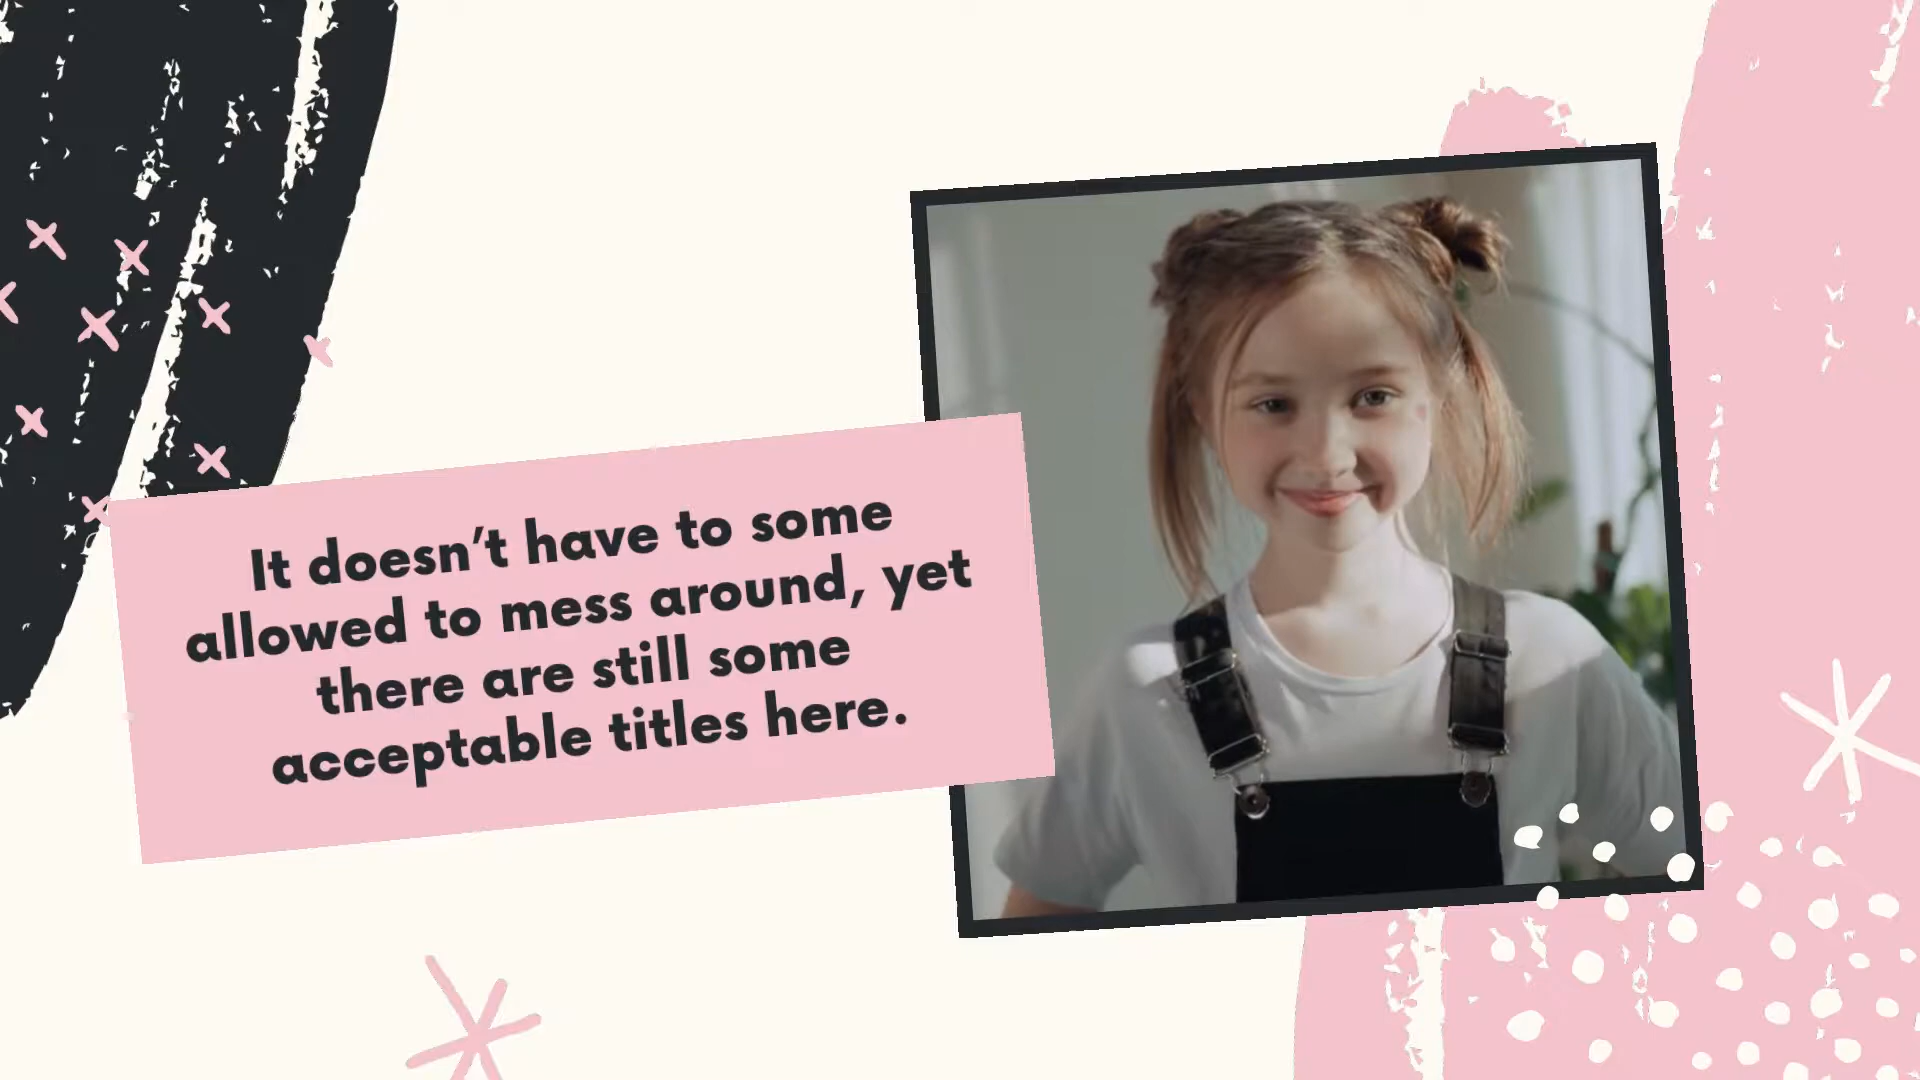 It doesn’t have to some
allowed to mess around, yet
there are still some
acceptable titles here.